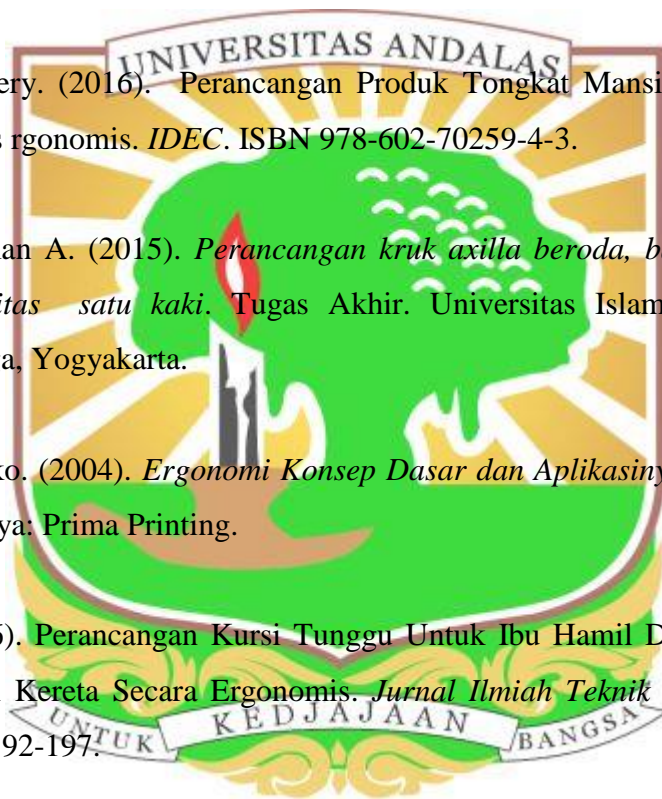 UNIVERSITAS ANDALAS
ery. (2016). Perancangan Produk Tongkat Mansi
s rgonomis. IDEC. ISBN 978-602-70259-4-3.
an A. (2015). Perancangan kruk axilla beroda, b
itas satu kaki. Tugas Akhir. Universitas Islam
a, Yogyakarta.
ko. (2004). Ergonomi Konsep Dasar dan Aplikasiny
ya: Prima Printing.
6). Perancangan Kursi Tunggu Untuk Ibu Hamil D
Kereta Secara Ergonomis. Jurnal Ilmiah Teknik
92-197.
UNTUK KEDJAJAAN BANGSA